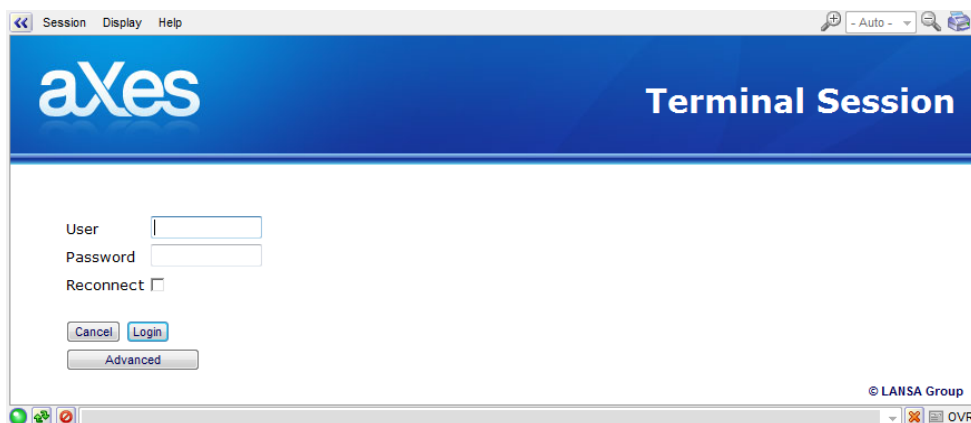 Session Display Help - Auto -
aXes
Terminal Session
User
Password
Reconnect
Cancel Login
Advanced
© LANSA Group
OVR